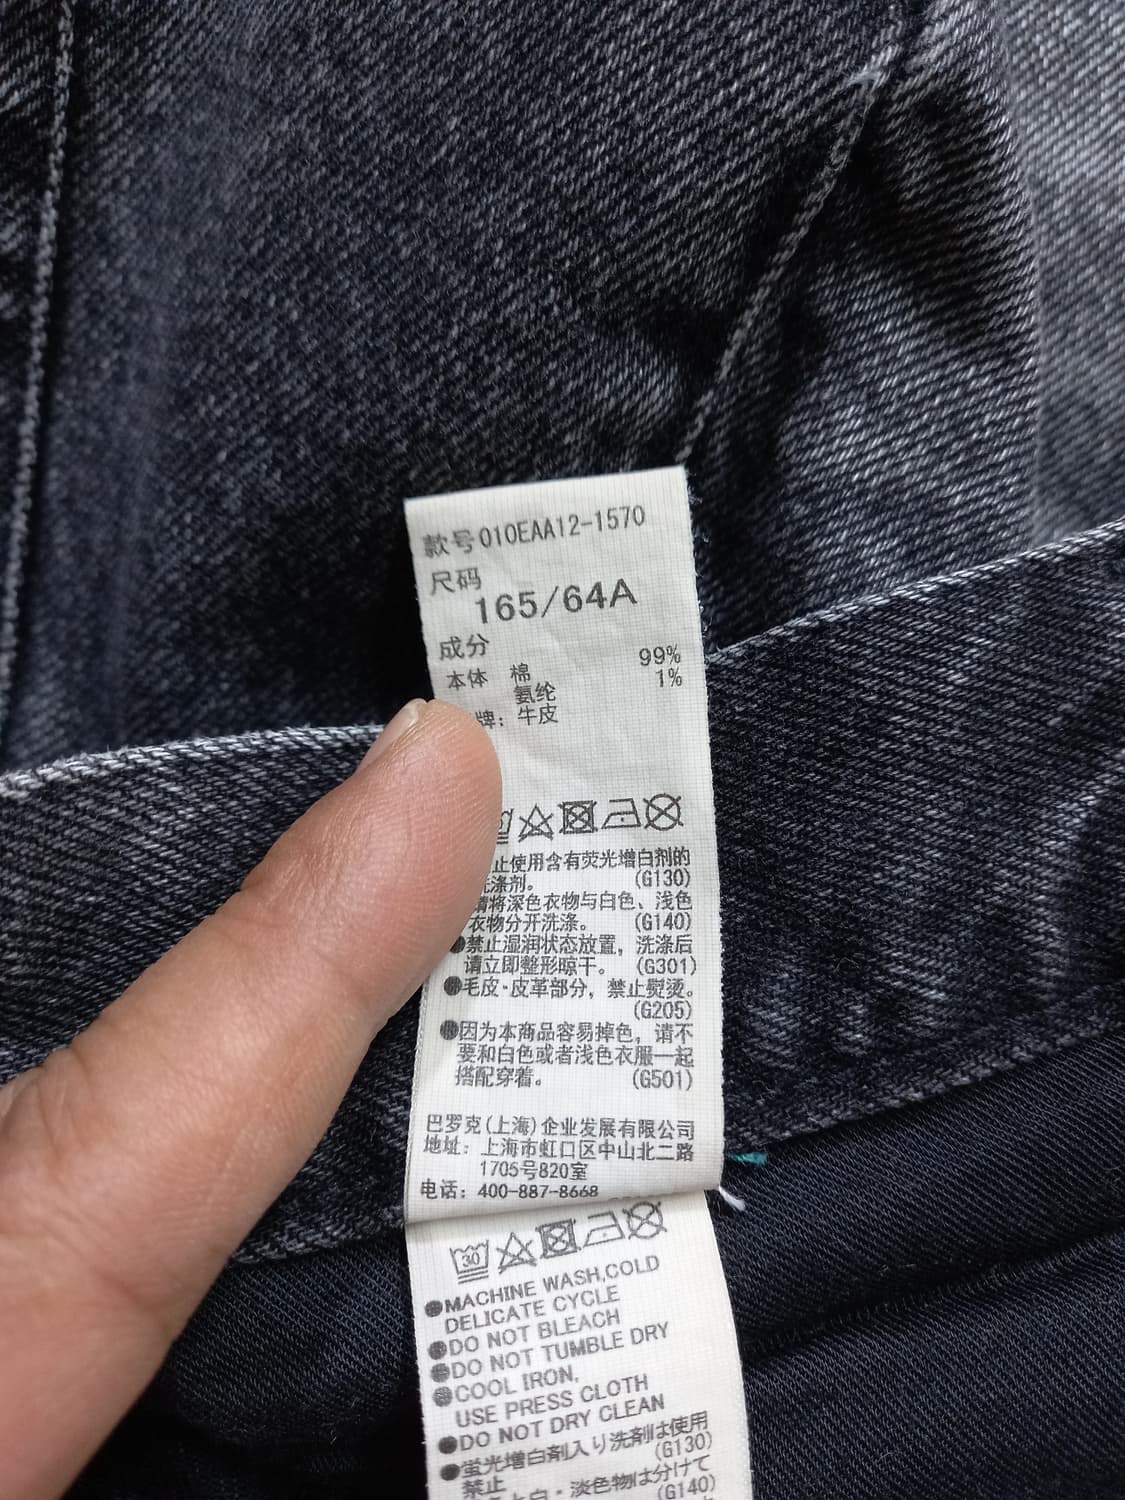 款号010EAA12-1570
尺码
165/64A
成分
本体 棉 99%
氨纶 1%
牌: 牛皮
止使用含有荧光增白剂的
洗涤剂。 (G130)
请将深色衣物与白色、浅色
衣物分开洗涤。 (G140)
●禁止湿润状态放置, 洗涤后
请立即整形晾干。 (G301)
●毛皮·皮革部分, 禁止熨烫。
(G205)
●因为本商品容易掉色, 请不
要和白色或者浅色衣服一起
搭配穿着。 (G501)
巴罗克(上海)企业发展有限公司
地址: 上海市虹口区中山北二路
1705号820室
电话: 400-887-8668
30
●MACHINE WASH,COLD
DELICATE CYCLE
●DO NOT BLEACH
●DO NOT TUMBLE DRY
●COOL IRON,
USE PRESS CLOTH
●DO NOT DRY CLEAN
●蛍光増白剤入り洗剤は使用
禁止 (G130)
白・淡色物は分けて
(G140)